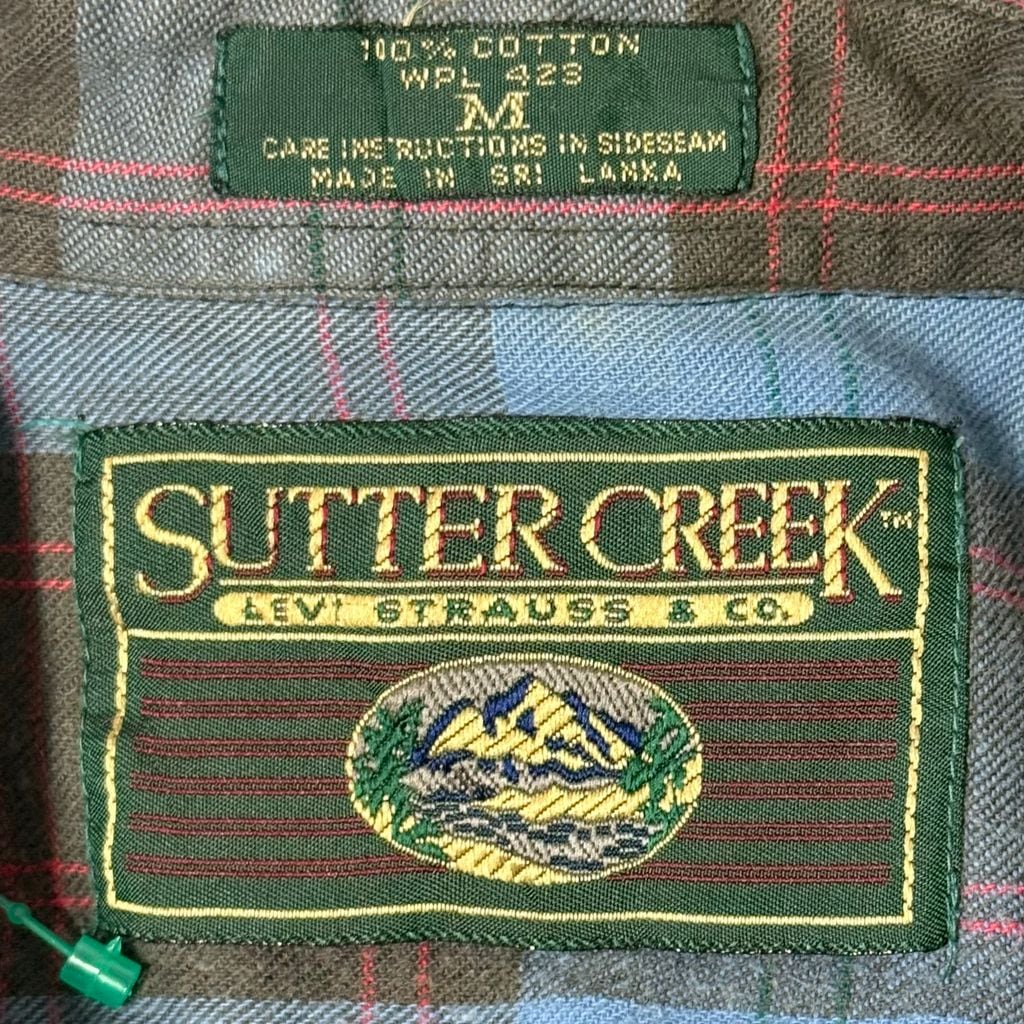 100% COTTON
WPL 423
M
CARE INSTRUCTIONS IN SIDESEAM
MADE IN SRI LANKA
SUTTER CREEK™
LEVI STRAUSS & CO.